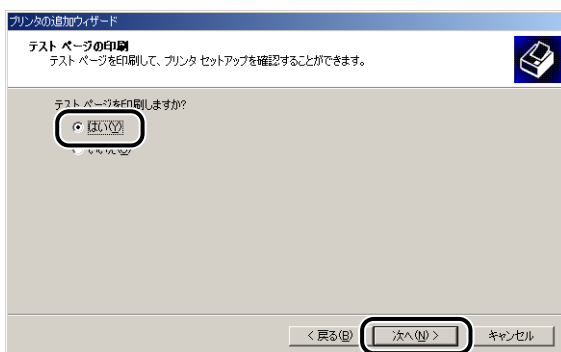 プリンタの追加ウィザード
テスト ページの印刷
テスト ページを印刷して、プリンタ セットアップを確認することができます。
テスト ページを印刷しますか?
はい(Y)
いいえ(O)
< 戻る(B)
次へ(N) >
キャンセル